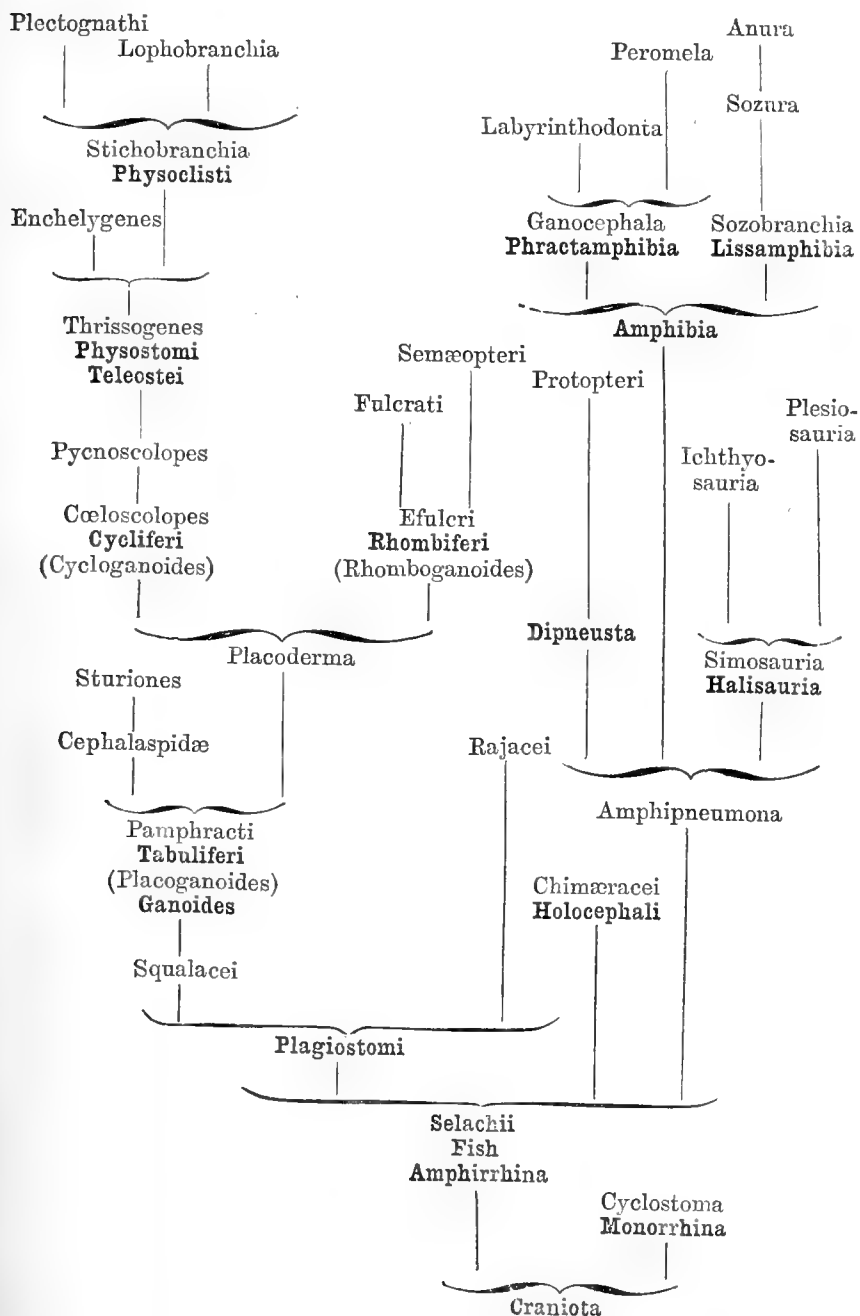 Plectognathi
Lophobranchia
Stichobranchia
Physoclisti
Enchelygenes
Thrissogenes
Physostomi
Teleostei
Pycnoscolopes
Cœloscolopes
Cycliferi
(Cycloganoides)
Semæopteri
Fulcrati
Efulcri
Rhombiferi
(Rhomboganoides)
Placoderma
Sturiones
Cephalaspidæ
Pamphracti
Tabuliferi
(Placoganoides)
Ganoides
Squalacei
Rajacei
Plagiostomi
Anura
Peromela
Sozura
Labyrinthodonta
Ganocephala
Phractamphibia
Sozobranchia
Lissamphibia
Amphibia
Protopteri
Dipneusta
Plesio-
sauria
Ichthyo-
sauria
Simosauria
Halisauria
Amphipneumona
Chimæracei
Holocephali
Selachii
Fish
Amphirrhina
Cyclostoma
Monorrhina
Craniota